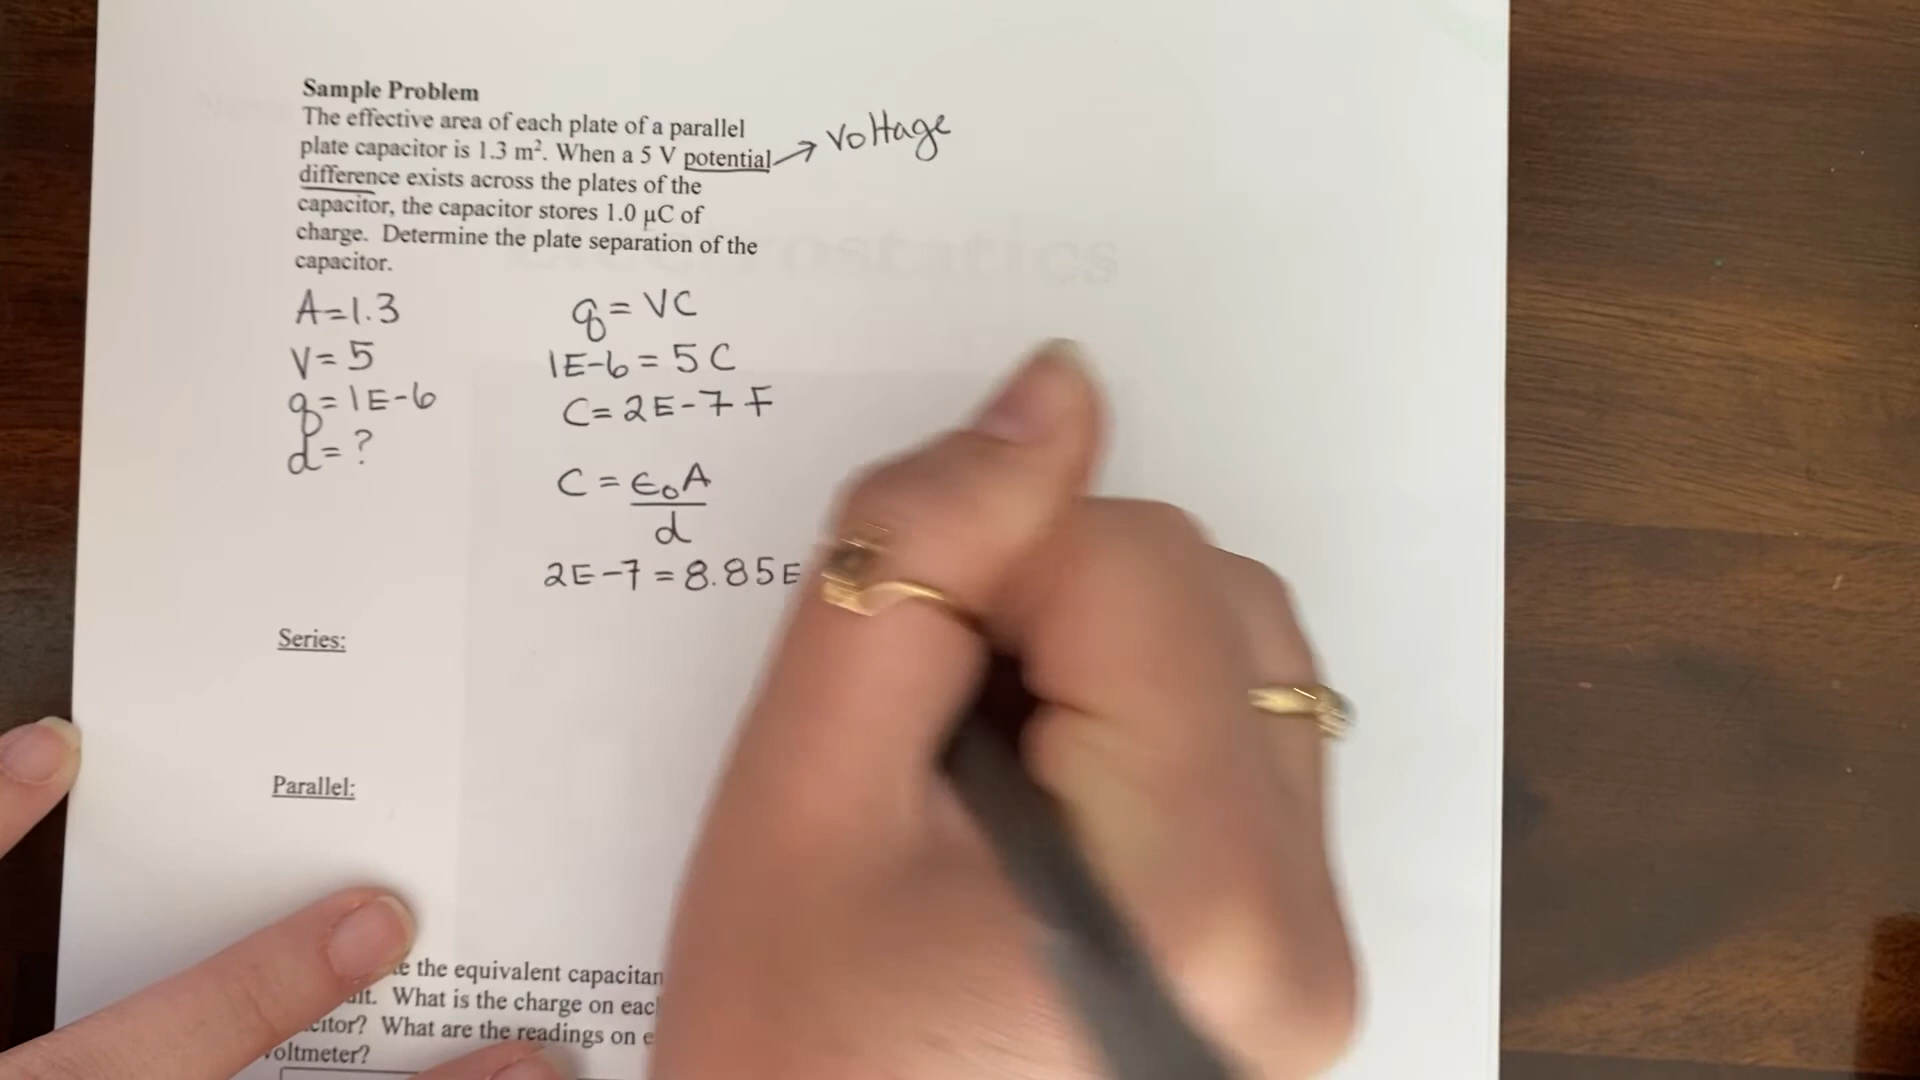 Sample Problem
The effective area of each plate of a parallel
plate capacitor is 1.3 m². When a 5 V potential → voltage
difference exists across the plates of the
capacitor, the capacitor stores 1.0 μC of
charge. Determine the plate separation of the
capacitor.
A=1.3
V=5
q=1E-6
d=?
q=VC
1E-6=5C
C=2E-7 F
C=ϵ₀A
d
2E-7=8.85E
Series:
Parallel:
the equivalent capacitan
What is the charge on eac
What are the readings on e
voltmeter?